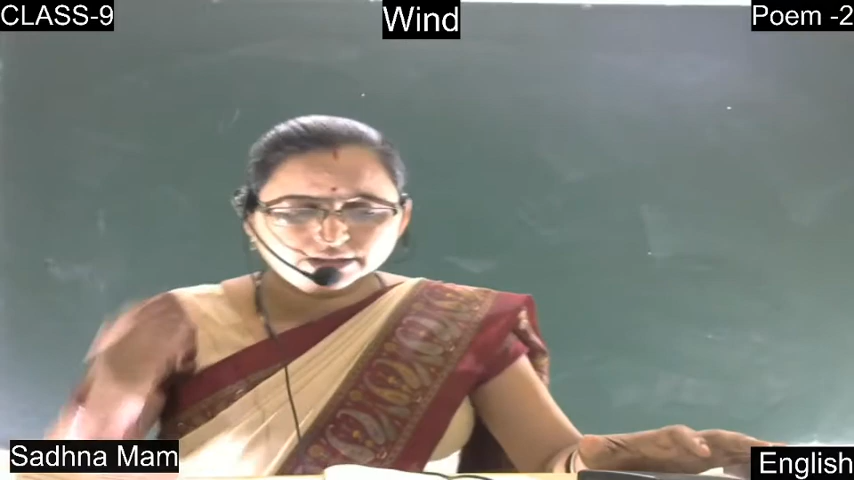 CLASS-9
Wind
Poem -2
Sadhna Mam
English